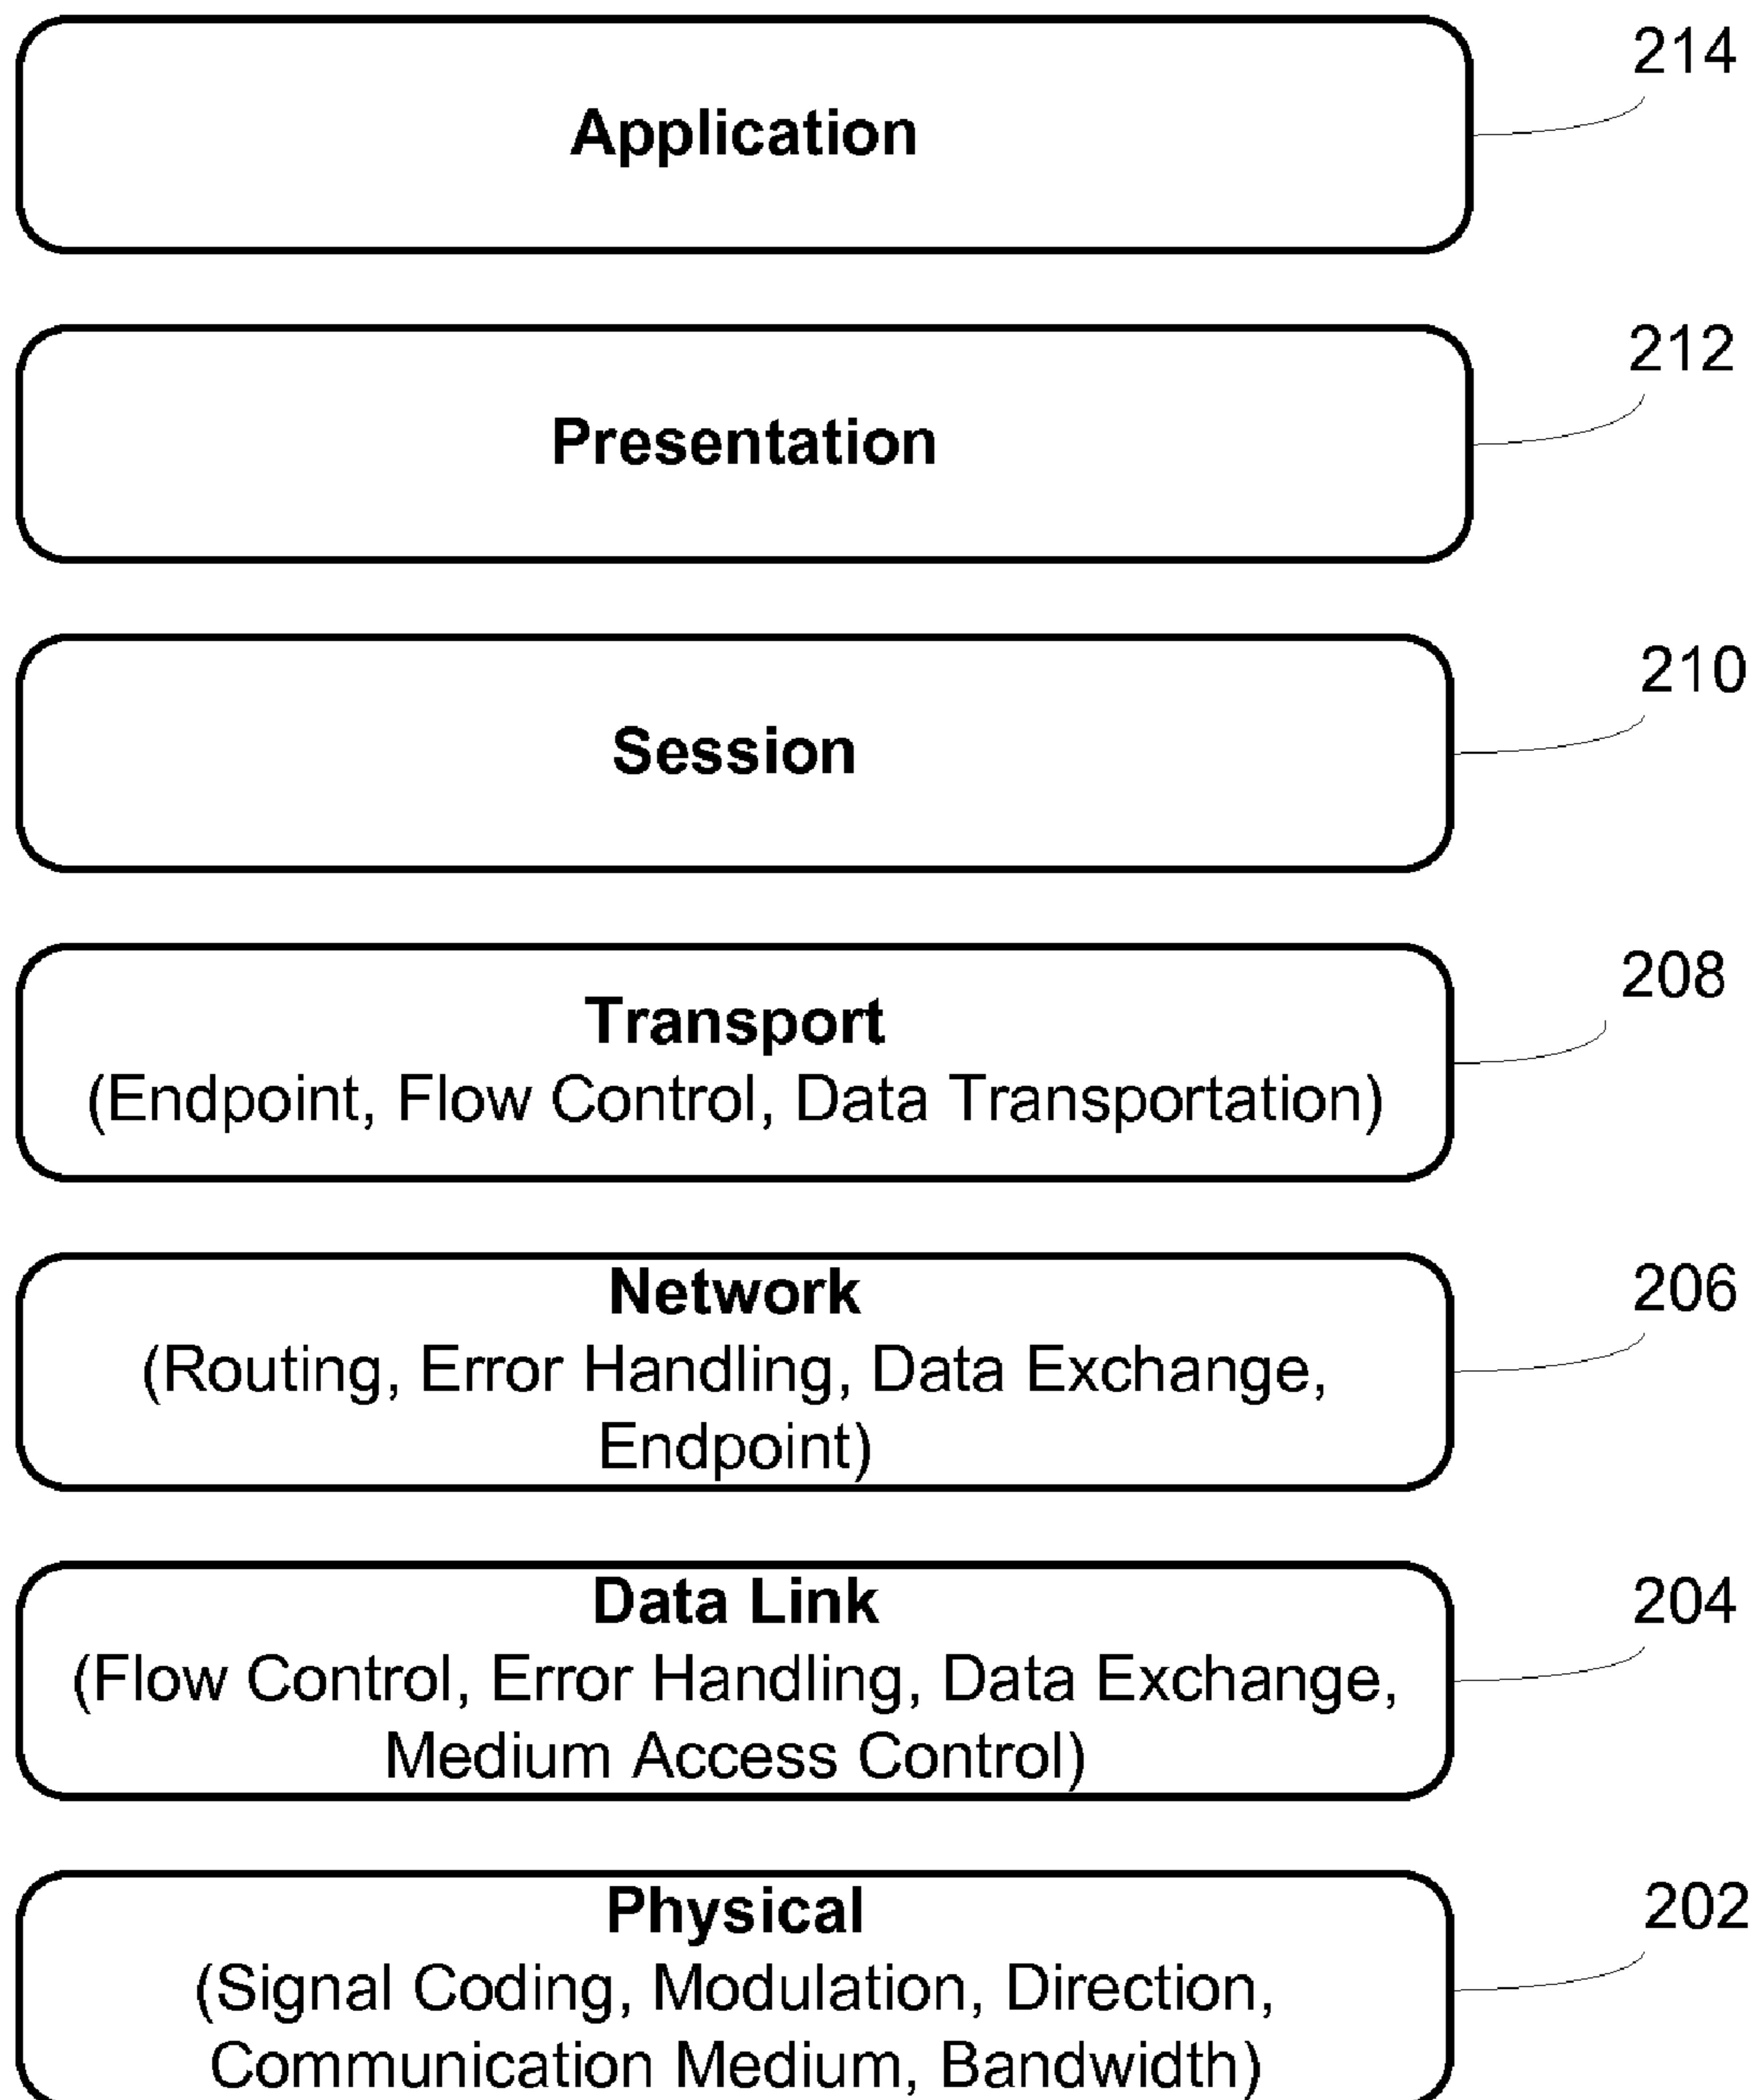 Application
214
Presentation
212
Session
210
Transport
(Endpoint, Flow Control, Data Transportation)
208
Network
(Routing, Error Handling, Data Exchange,
Endpoint)
206
Data Link
(Flow Control, Error Handling, Data Exchange,
Medium Access Control)
204
Physical
(Signal Coding, Modulation, Direction,
Communication Medium, Bandwidth)
202